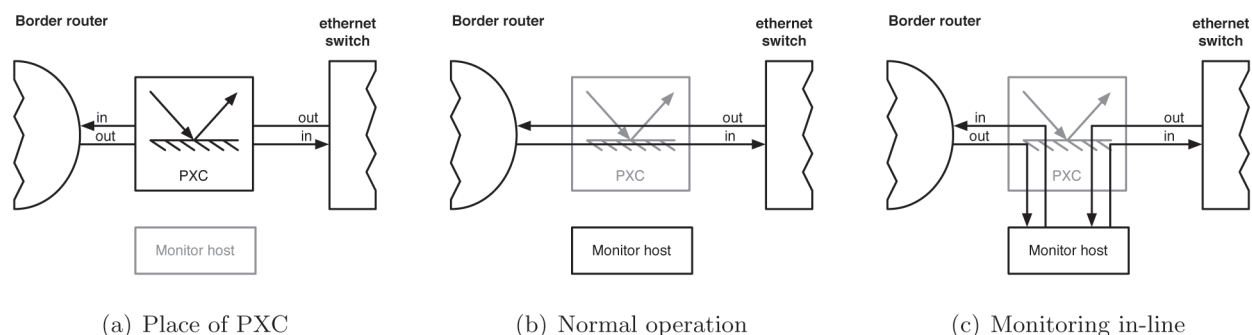 Border router
ethernet
switch
in
out
out
in
PXC
Monitor host
(a) Place of PXC
Border router
ethernet
switch
out
in
PXC
Monitor host
(b) Normal operation
Border router
ethernet
switch
in
out
out
in
PXC
Monitor host
(c) Monitoring in-line